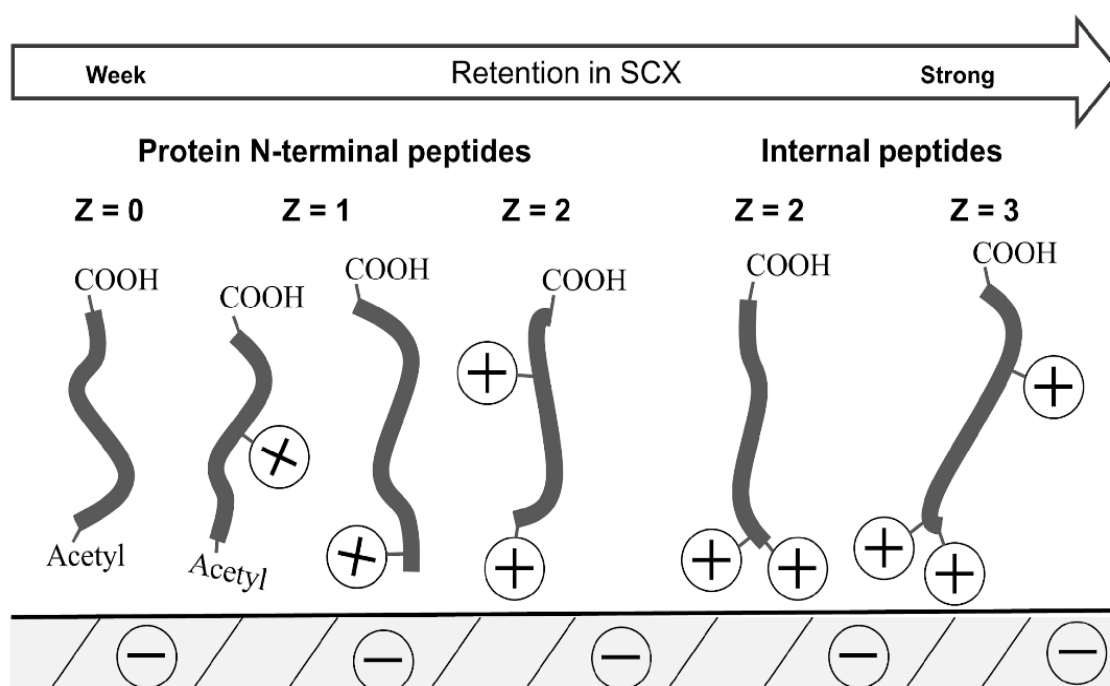 Week Retention in SCX Strong
Protein N-terminal peptides Internal peptides
Z = 0 Z = 1 Z = 2 Z = 2 Z = 3
COOH COOH COOH COOH COOH COOH
+ + + + + + + +
Acetyl Acetyl
− − − − −